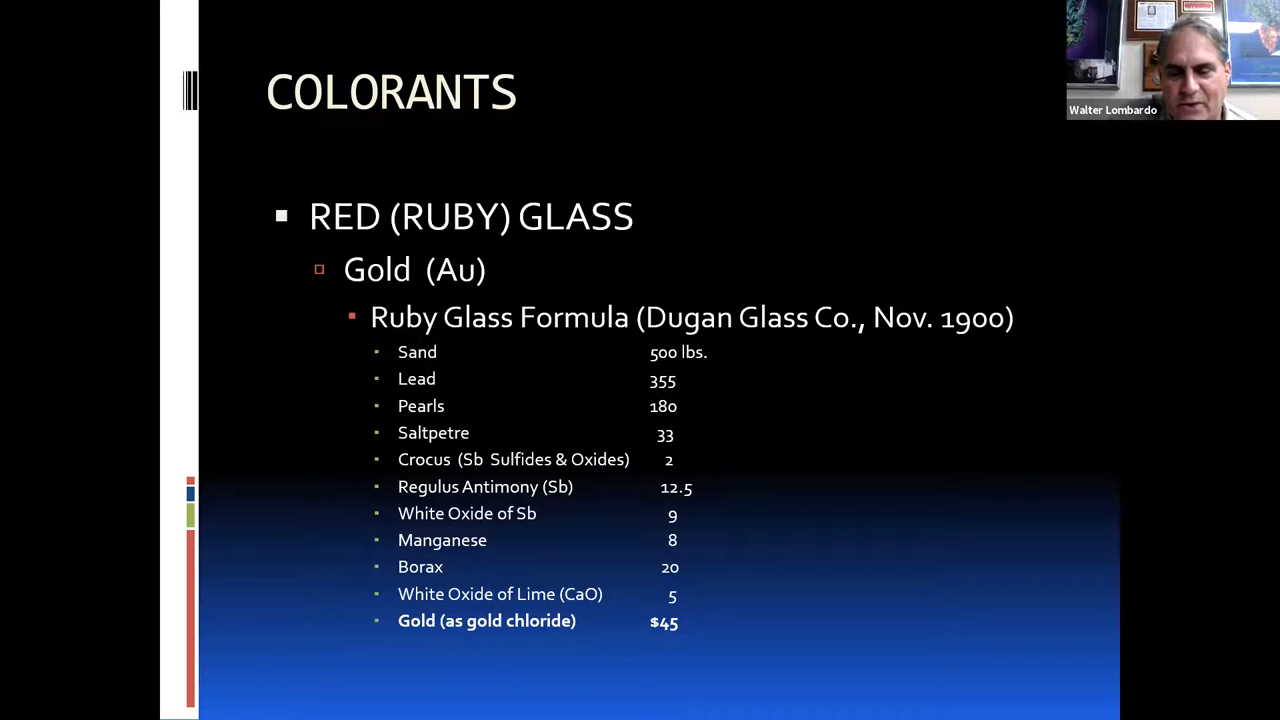 COLORANTS
Walter Lombardo
RED (RUBY) GLASS
Gold (Au)
Ruby Glass Formula (Dugan Glass Co., Nov. 1900)
Sand 500 lbs.
Lead 355
Pearls 180
Saltpetre 33
Crocus (Sb Sulfides & Oxides) 2
Regulus Antimony (Sb) 12.5
White Oxide of Sb 9
Manganese 8
Borax 20
White Oxide of Lime (CaO) 5
Gold (as gold chloride) $45